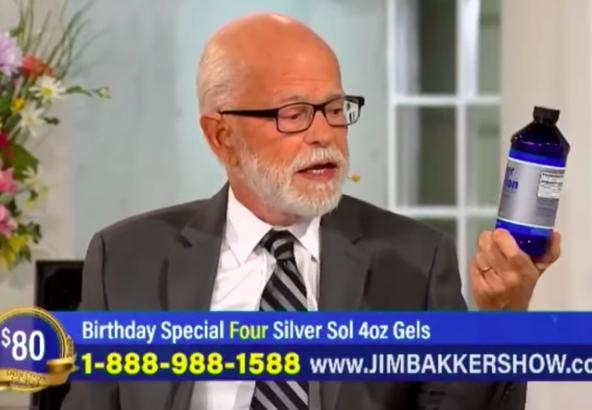 $80
Birthday Special Four Silver Sol 4oz Gels
1-888-988-1588 www.JIMBAKKERSHOW.co